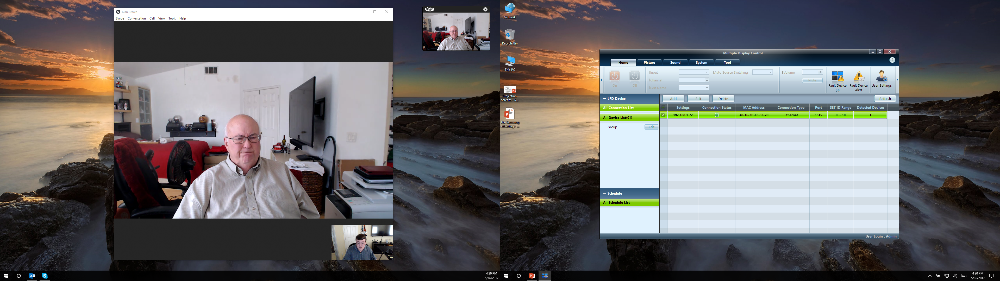 Alan Brawn
Skype Conversation Call View Tools Help
skype
4:20 PM
5/16/2017
Network
Recycle Bin
This PC
Projection
Screens - S...
The Samsung
Advantage ...
Multiple Display Control
Home Picture Sound System Tool
On Off
Input
Channel
Edit Name
Auto Source Switching
Volume
Mute
Fault Device
(0)
Fault Device
Alert
User Settings
LFD Device
All Connection List
All Device List(01)
Group Edit
Schedule
All Schedule List
Add Edit Delete Refresh
Settings Connection Status MAC Address Connection Type Port SET ID Range Detected Devices
192.168.1.72 40-16-3B-F6-32-7C Ethernet 1515 0 ~ 10 1
User Login : Admin
4:20 PM
5/16/2017